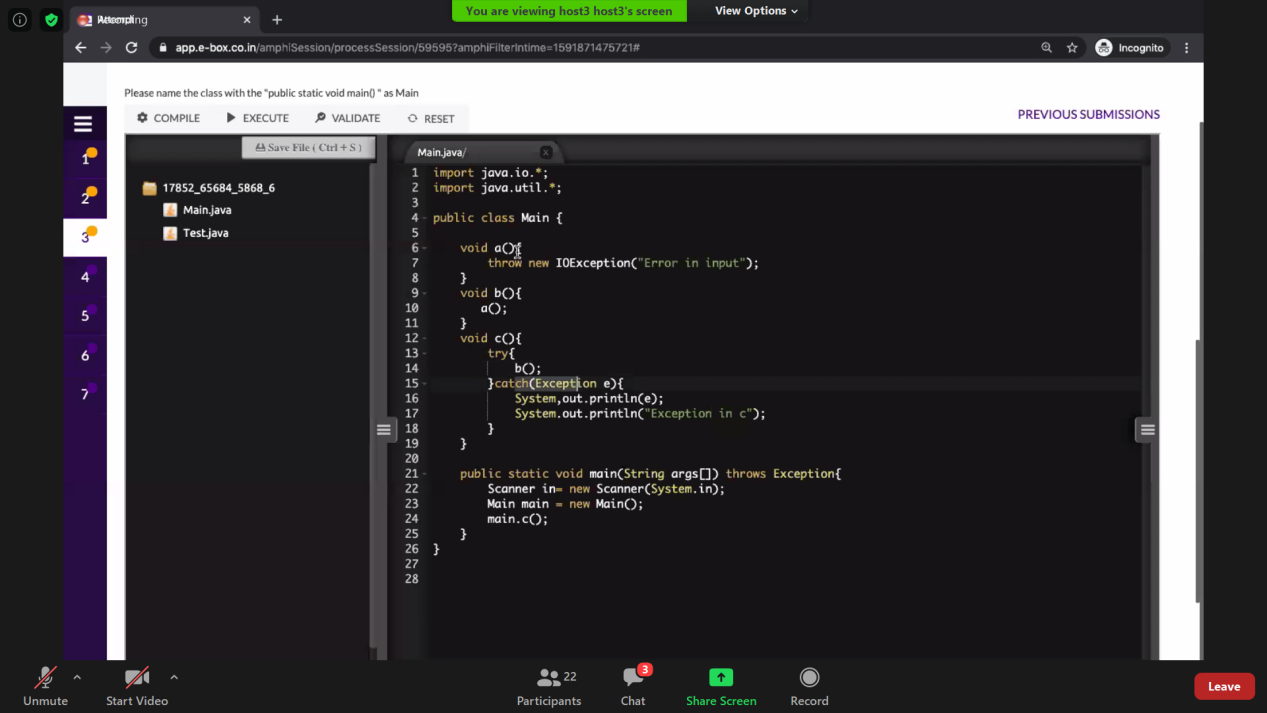 You are viewing host3 host3's screen
View Options
app.e-box.co.in/amphiSession/processSession/59595?amphiFilterIntime=1591871475721#
Incognito
Please name the class with the "public static void main() " as Main
COMPILE EXECUTE VALIDATE RESET
PREVIOUS SUBMISSIONS
Save File ( Ctrl + S )
17852_65684_5868_6
Main.java
Test.java
1
2
3
4
5
6
7
Main.java/
1 import java.io.*;
2 import java.util.*;
3
4 public class Main {
5
6 void a(){
7 throw new IOException("Error in input");
8 }
9 void b(){
10 a();
11 }
12 void c(){
13 try{
14 b();
15 }catch(Exception e){
16 System,out.println(e);
17 System.out.println("Exception in c");
18 }
19 }
20
21 public static void main(String args[]) throws Exception{
22 Scanner in= new Scanner(System.in);
23 Main main = new Main();
24 main.c();
25 }
26 }
27
28
Unmute
Start Video
22
Participants
3
Chat
Share Screen
Record
Leave